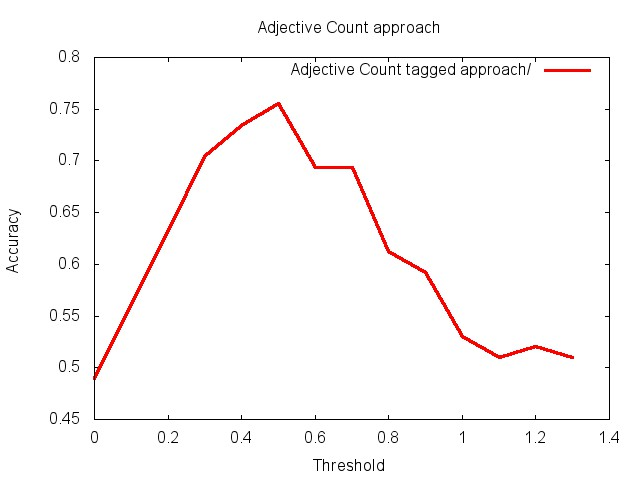 Adjective Count approach
Adjective Count tagged approach/
0.8
0.75
0.7
0.65
0.6
0.55
0.5
0.45
Accuracy
0 0.2 0.4 0.6 0.8 1 1.2 1.4
Threshold